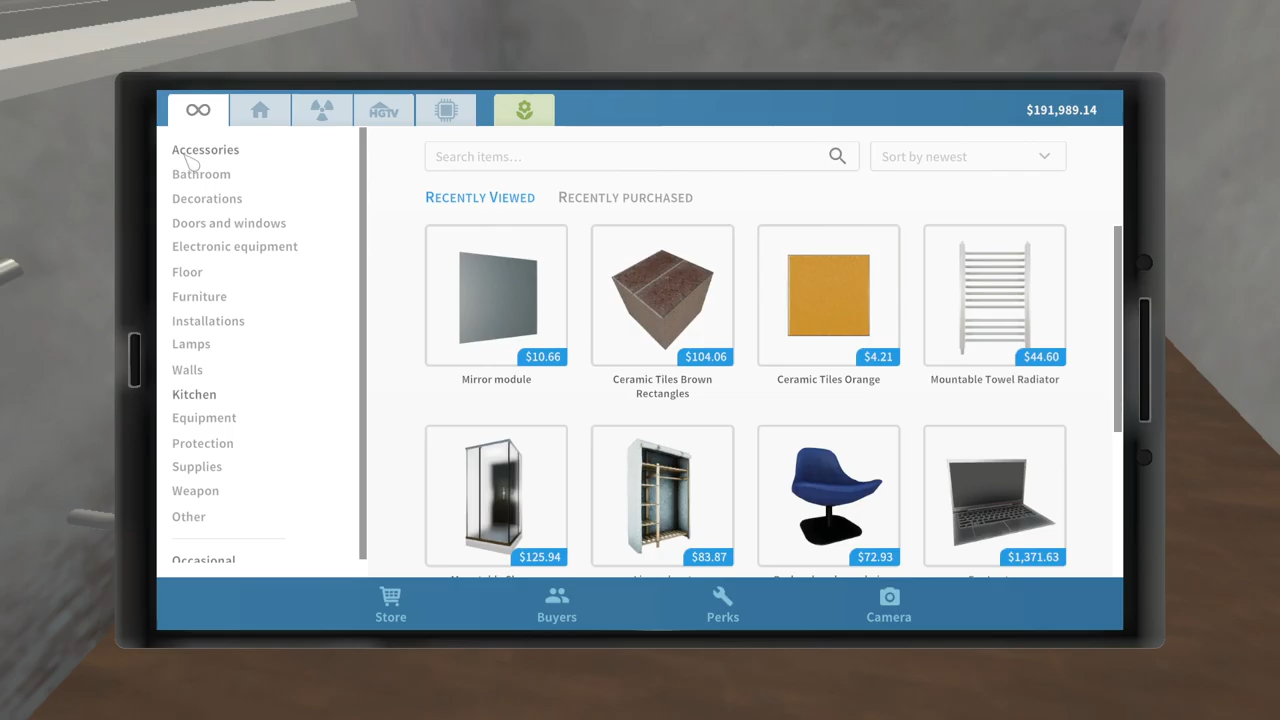 HGTV
$191,989.14
Accessories
Bathroom
Decorations
Doors and windows
Electronic equipment
Floor
Furniture
Installations
Lamps
Walls
Kitchen
Equipment
Protection
Supplies
Weapon
Other
Occasional
Search items...
Sort by newest
RECENTLY VIEWED
RECENTLY PURCHASED
$10.66
Mirror module
$104.06
Ceramic Tiles Brown
Rectangles
$4.21
Ceramic Tiles Orange
$44.60
Mountable Towel Radiator
$125.94
$83.87
$72.93
$1,371.63
Store
Buyers
Perks
Camera